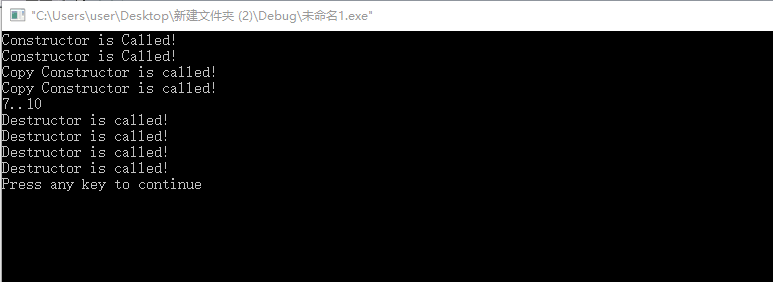 "C:\Users\user\Desktop\新建文件夹 (2)\Debug\未命名1.exe"
Constructor is Called!
Constructor is Called!
Copy Constructor is called!
Copy Constructor is called!
7..10
Destructor is called!
Destructor is called!
Destructor is called!
Destructor is called!
Press any key to continue